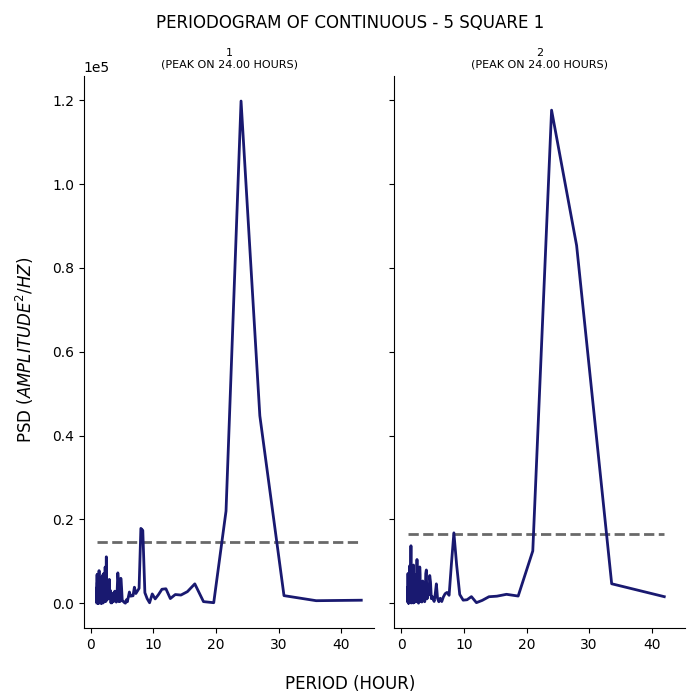 PERIODOGRAM OF CONTINUOUS - 5 SQUARE 1
1
(PEAK ON 24.00 HOURS)
2
(PEAK ON 24.00 HOURS)
1e5
1.2
1.0
0.8
0.6
0.4
0.2
0.0
PSD (AMPLITUDE²/HZ)
0 10 20 30 40
0 10 20 30 40
PERIOD (HOUR)